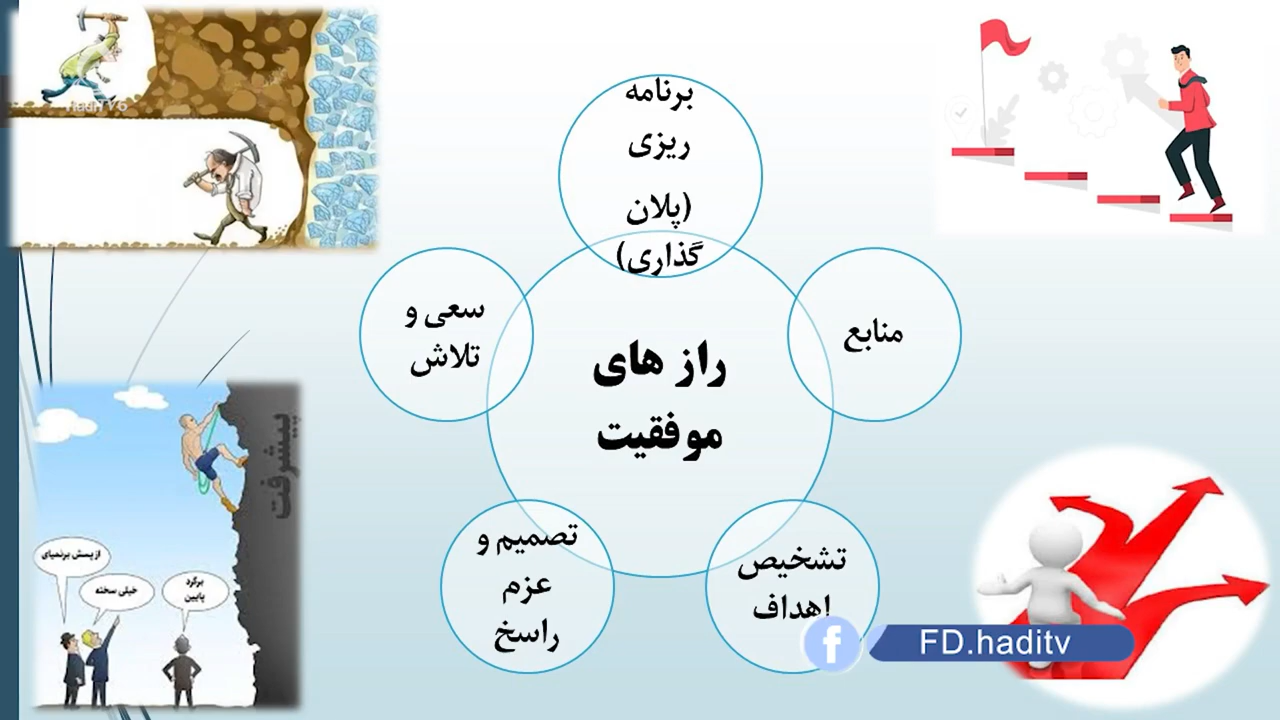 برنامه
ریزی
(پلان
گذاری)
منابع
سعی و
تلاش
راز های
موفقیت
تشخیص
اهداف
تصمیم و
عزم
راسخ
پیشرفت
از پسش برنمیای
خیلی سخته
برگرد
پایین
HadiTV6
FD.haditv